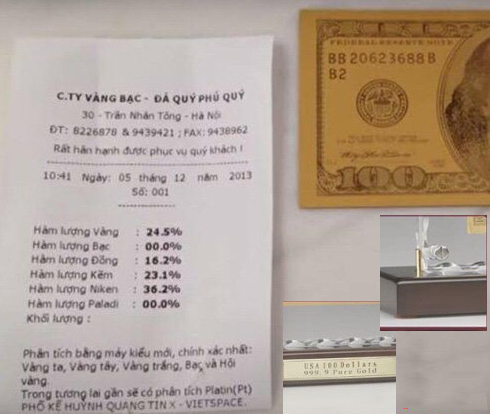 C.TY VÀNG BẠC - ĐÁ QUÝ PHÚ QUÝ
30 - Trần Nhân Tông - Hà Nội
ĐT: 8226878 & 9439421 ; FAX: 9438962
Rất hân hạnh được phục vụ quý khách !
10:41 Ngày: 05 tháng 12 năm 2013
Số: 001
Hàm lượng Vàng : 24.5%
Hàm lượng Bạc : 00.0%
Hàm lượng Đồng : 16.2%
Hàm lượng Kẽm : 23.1%
Hàm lượng Niken : 36.2%
Hàm lượng Paladi : 00.0%
Khối lượng :
Phân tích bằng máy kiểu mới, chính xác nhất:
Vàng ta, Vàng tây, Vàng trắng, Bạc và Hội
vàng.
Trong tương lai gần sẽ có phân tích Platin(Pt)
PHỐ KẾ HUỲNH QUANG TIN X - VIETSPACE.
FEDERAL RESERVE NOTE
BB 20623688 B
B2
100
USA 100 Dollars
999.9 Pure Gold